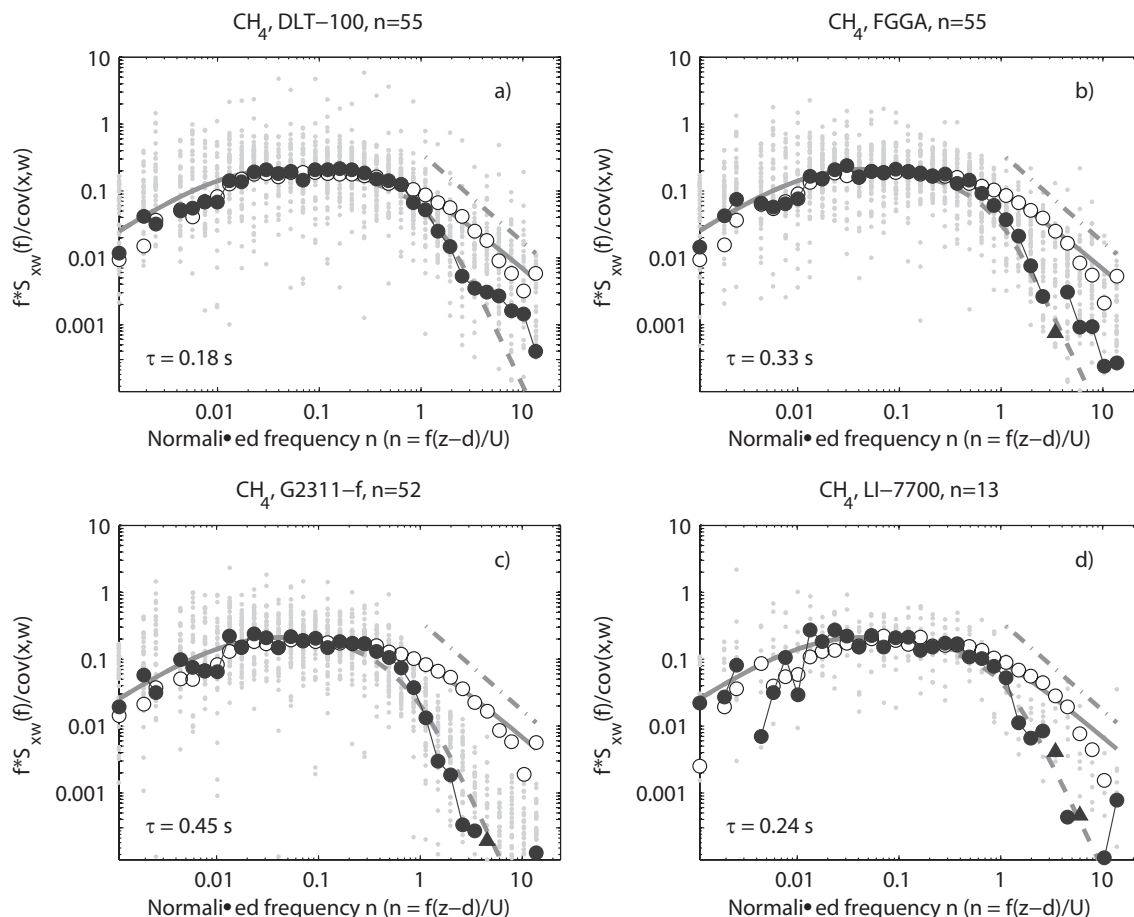 CH4, DLT−100, n=55
a)
10
1
0.1
0.01
0.001
f*Sxw(f)/cov(x,w)
τ = 0.18 s
0.01 0.1 1 10
Normali•ed frequency n (n = f(z−d)/U)
CH4, FGGA, n=55
b)
10
1
0.1
0.01
0.001
f*Sxw(f)/cov(x,w)
τ = 0.33 s
0.01 0.1 1 10
Normali•ed frequency n (n = f(z−d)/U)
CH4, G2311−f, n=52
c)
10
1
0.1
0.01
0.001
f*Sxw(f)/cov(x,w)
τ = 0.45 s
0.01 0.1 1 10
Normali•ed frequency n (n = f(z−d)/U)
CH4, LI−7700, n=13
d)
10
1
0.1
0.01
0.001
f*Sxw(f)/cov(x,w)
τ = 0.24 s
0.01 0.1 1 10
Normali•ed frequency n (n = f(z−d)/U)